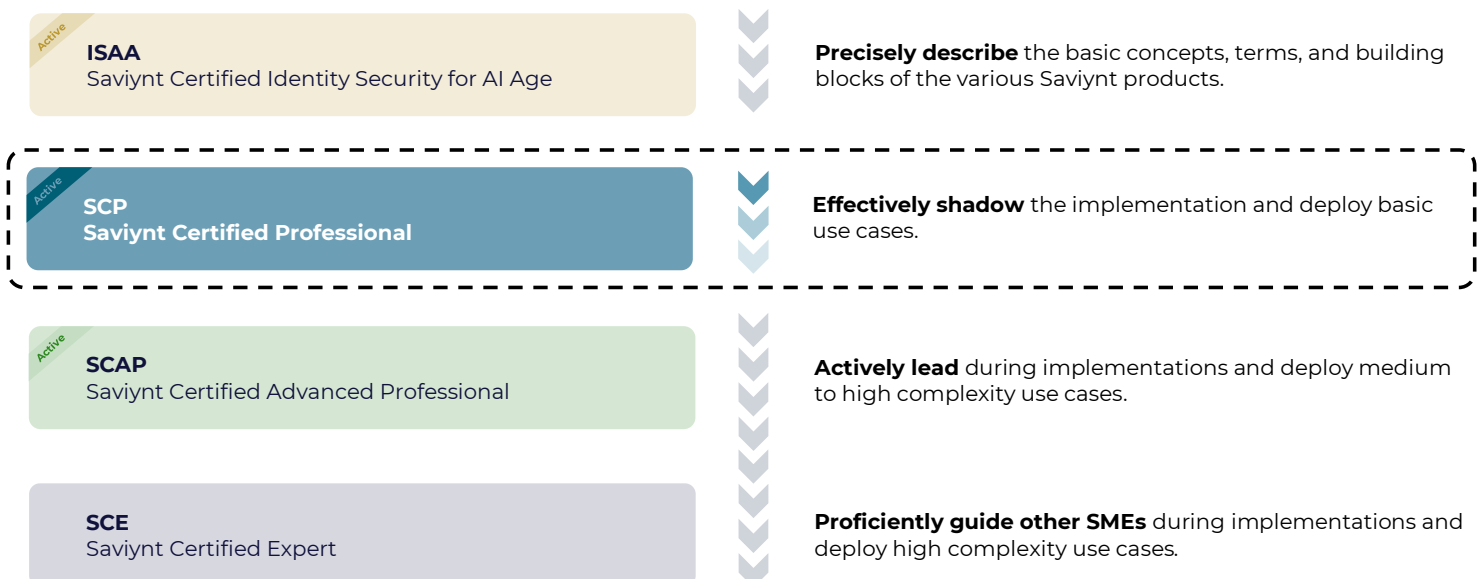 Active
ISAA
Saviynt Certified Identity Security for AI Age
Precisely describe the basic concepts, terms, and building
blocks of the various Saviynt products.
Active
SCP
Saviynt Certified Professional
Effectively shadow the implementation and deploy basic
use cases.
Active
SCAP
Saviynt Certified Advanced Professional
Actively lead during implementations and deploy medium
to high complexity use cases.
SCE
Saviynt Certified Expert
Proficiently guide other SMEs during implementations and
deploy high complexity use cases.